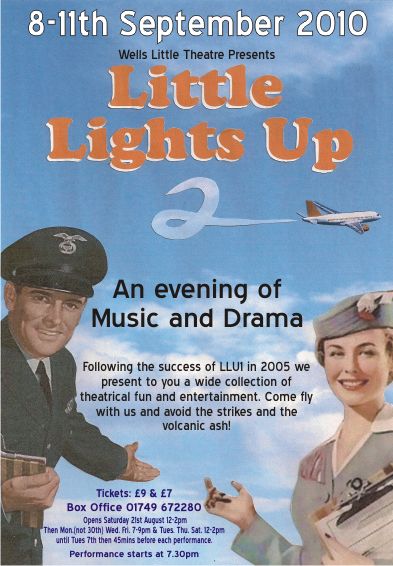 8-11th September 2010
Wells Little Theatre Presents
Little
Lights Up
2
An evening of
Music and Drama
Following the success of LLU1 in 2005 we
present to you a wide collection of
theatrical fun and entertainment. Come fly
with us and avoid the strikes and the
volcanic ash!
Tickets: £9 & £7
Box Office 01749 672280
Opens Saturday 21st August 12-2pm
Then Mon.(not 30th) Wed. Fri. 7-9pm & Tues. Thu. Sat. 12-2pm
until Tues 7th then 45mins before each performance.
Performance starts at 7.30pm